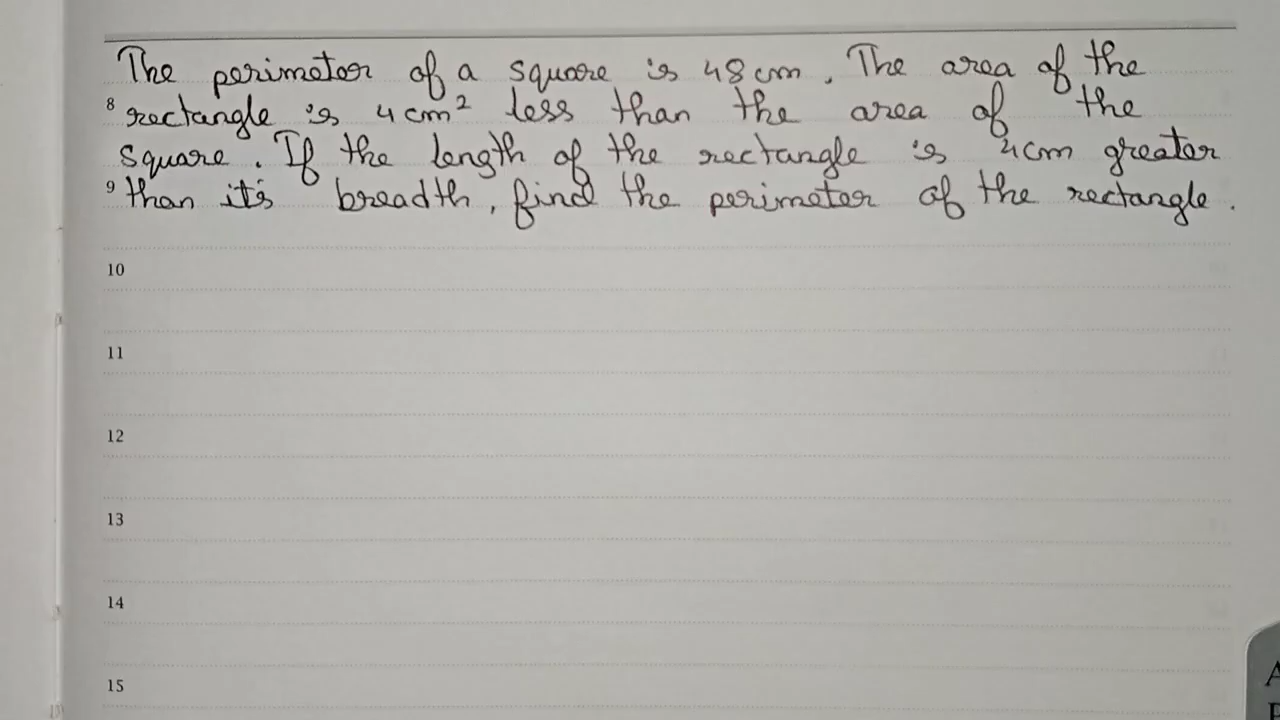 The perimeter of a square is 48 cm. The area of the
8 rectangle is 4 cm² less than the area of the
square. If the length of the rectangle is 4cm greater
9 than it's breadth, find the perimeter of the rectangle.
10
11
12
13
14
15
A